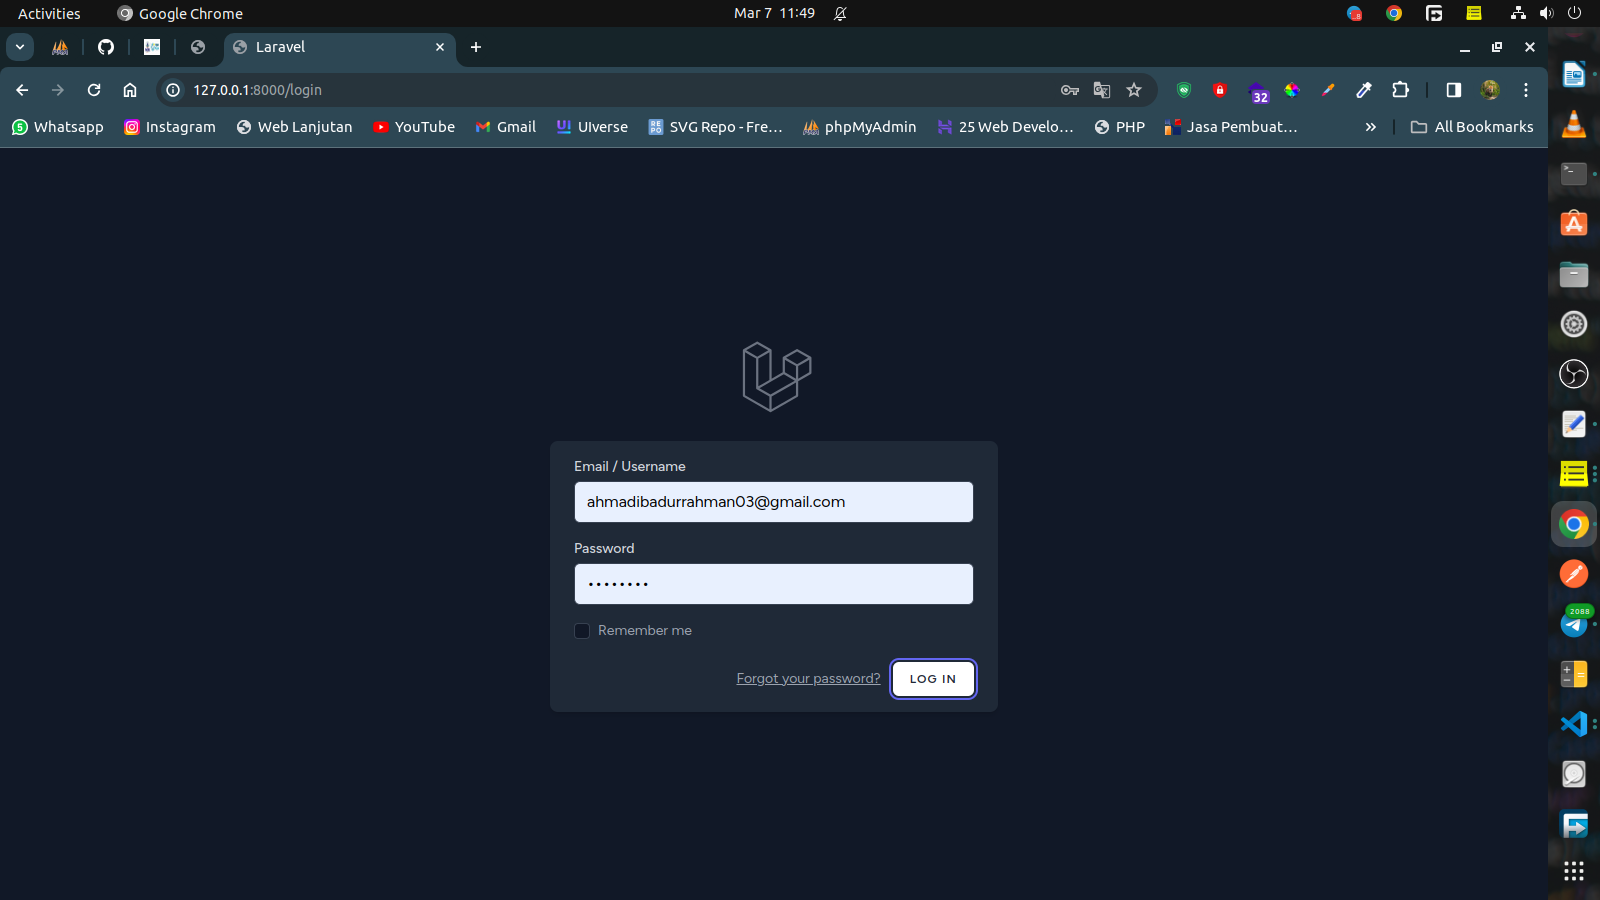 Activities Google Chrome Mar 7 11:49
Laravel
127.0.0.1:8000/login 32
Whatsapp Instagram Web Lanjutan YouTube Gmail UIverse SVG Repo - Fre... phpMyAdmin 25 Web Develo... PHP Jasa Pembuat... » All Bookmarks
Email / Username
ahmadibadurrahman03@gmail.com
Password
••••••••
Remember me
Forgot your password? LOG IN
2088